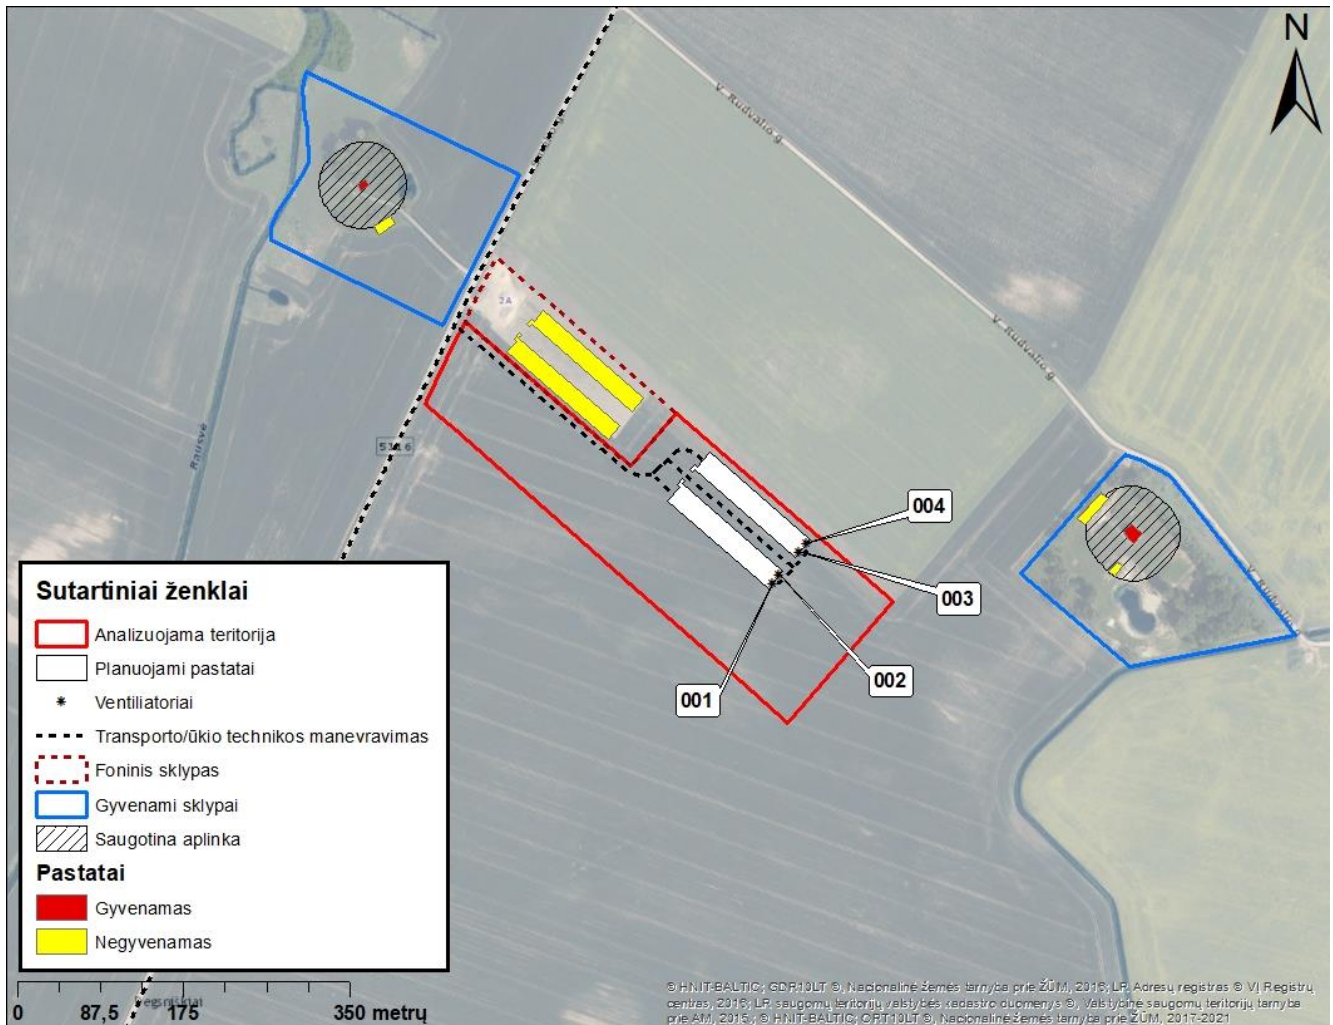 N
V. Rudvalio g
2A
V. Rudvalio g
5116
Rausvė
004
003
002
001
V. Rudvalio g
Sutartiniai ženklai
Analizuojama teritorija
Planuojami pastatai
Ventiliatoriai
Transporto/ūkio technikos manevravimas
Foninis sklypas
Gyvenami sklypai
Saugotina aplinka
Pastatai
Gyvenamas
Negyvenamas
0 87,5 175 350 metrų
© HNIT-BALTIC; GDR10LT ©, Nacionalinė žemės tarnyba prie ŽŪM, 2016; LR Adresų registras © VĮ Registrų
centras, 2016; LR saugomų teritorijų valstybės kadastro duomenys ©, Valstybinė saugomų teritorijų tarnyba
prie AM, 2015.; © HNIT-BALTIC; ORT10LT ©, Nacionalinė žemės tarnyba prie ŽŪM, 2017-2021